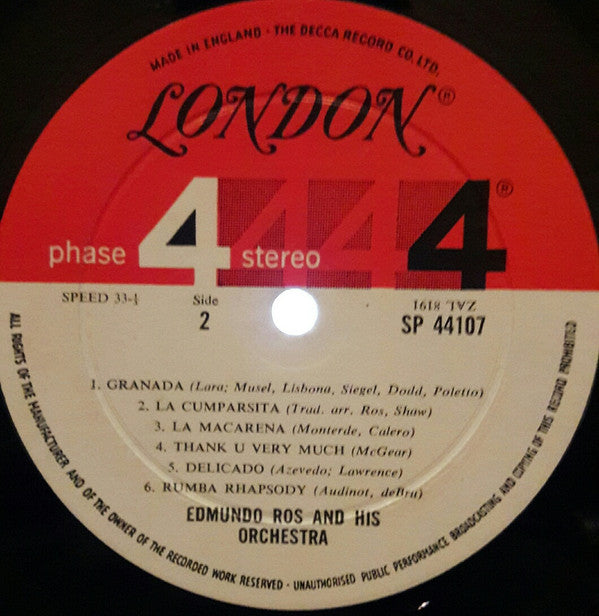 MADE IN ENGLAND - THE DECCA RECORD CO. LTD.
LONDON®
phase 4 stereo 4®
SPEED 33-⅓
Side
2
ZAL. 8191
SP 44107
1. GRANADA (Lara; Musel, Lisbona, Siegel, Dodd, Poletto)
2. LA CUMPARSITA (Trad. arr. Ros, Shaw)
3. LA MACARENA (Monterde, Calero)
4. THANK U VERY MUCH (McGear)
5. DELICADO (Azevedo; Lawrence)
6. RUMBA RHAPSODY (Audinot, deBru)
EDMUNDO ROS AND HIS
ORCHESTRA
ALL RIGHTS OF THE MANUFACTURER AND OF THE OWNER OF THE RECORDED WORK RESERVED - UNAUTHORISED PUBLIC PERFORMANCE BROADCASTING AND COPYING OF THIS RECORD PROHIBITED